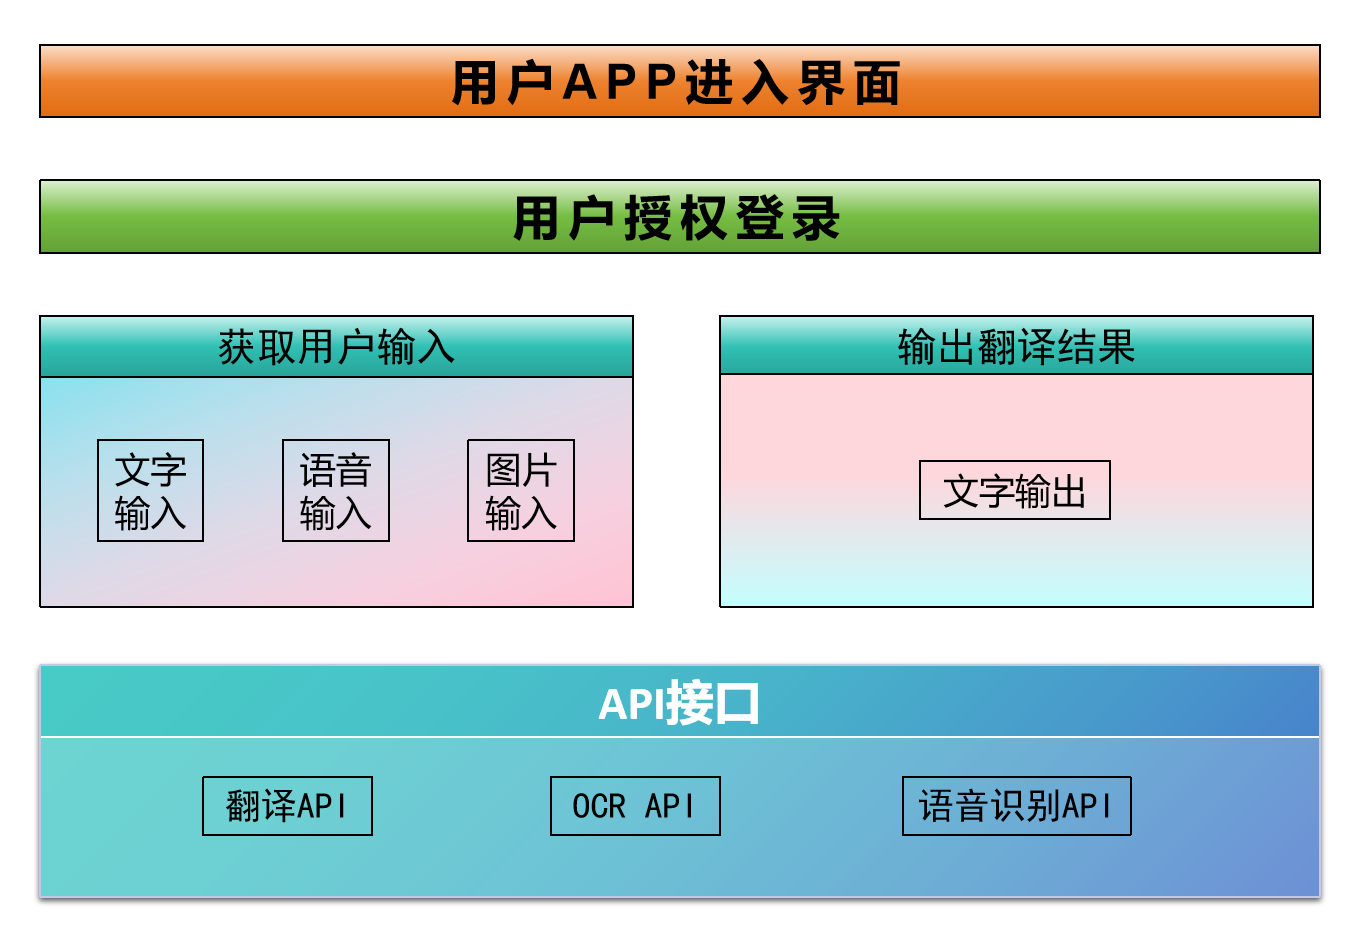 用户APP进入界面
用户授权登录
获取用户输入
文字
输入
语音
输入
图片
输入
输出翻译结果
文字输出
API接口
翻译API
OCR API
语音识别API